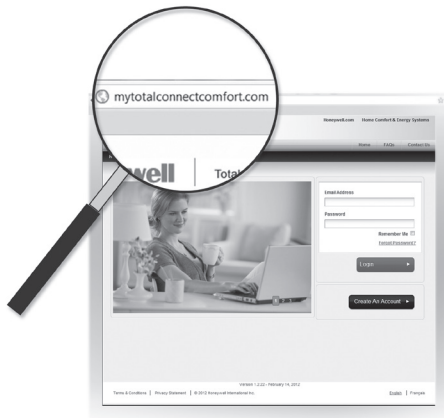 mytotalconnectcomfort.com
Honeywell.com Home Comfort & Energy Systems
Home FAQs Contact Us
well Total
Email Address
Password
Remember Me
Forgot Password?
Login
Create An Account
Version 1.2.22 - February 14, 2012
Terms & Conditions | Privacy Statement | © 2012 Honeywell International Inc.
English | Français